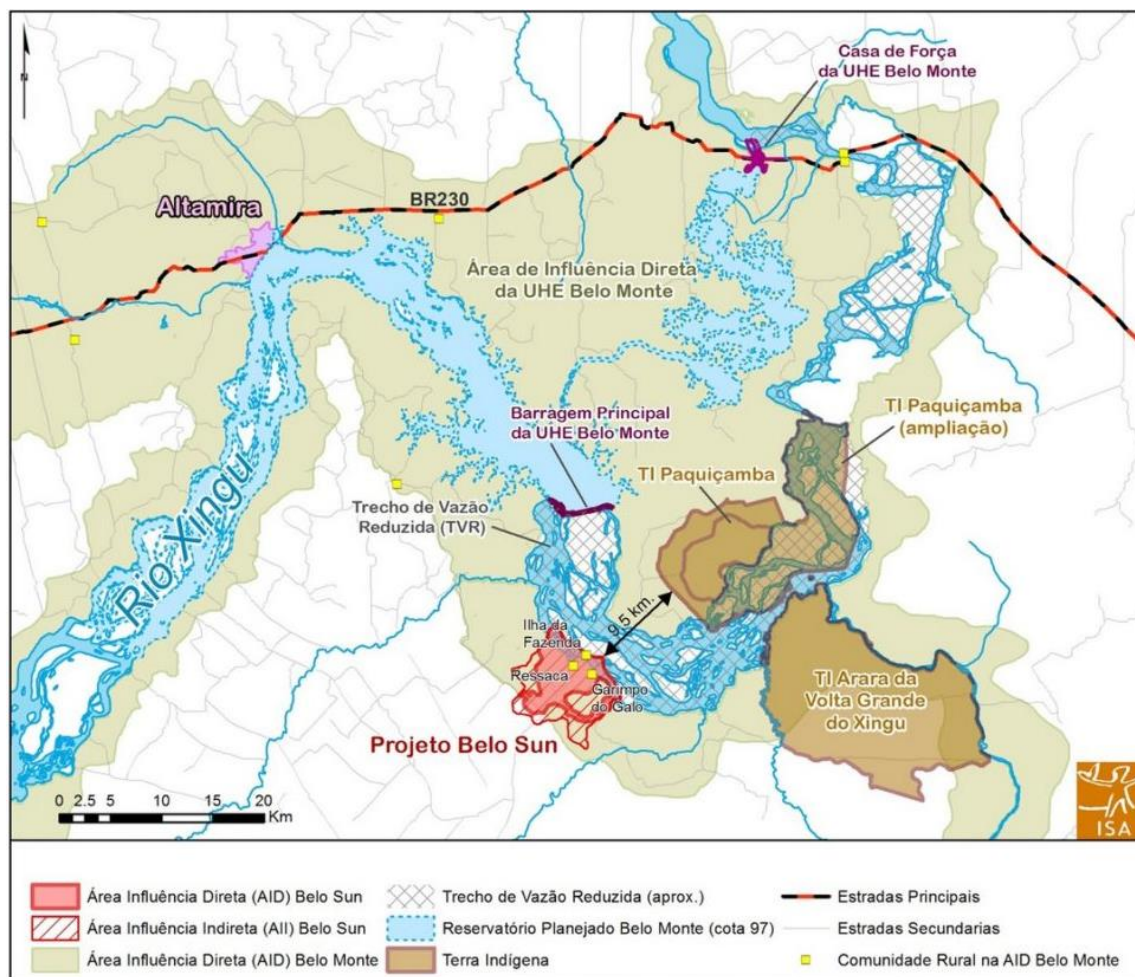 Casa de Força
da UHE Belo Monte
Altamira
BR230
Área de Influência Direta
da UHE Belo Monte
TI Paquiçamba
(ampliação)
Barragem Principal
da UHE Belo Monte
TI Paquiçamba
Trecho de Vazão
Reduzida (TVR)
Rio Xingu
9,5 km.
Ilha da
Fazenda
Ressaca
Garimpo
do Galo
TI Arara da
Volta Grande
do Xingu
Projeto Belo Sun
0 2.5 5 10 15 20
Km
ISA
Área Influência Direta (AID) Belo Sun
Trecho de Vazão Reduzida (aprox.)
Estradas Principais
Área Influência Indireta (AII) Belo Sun
Reservatório Planejado Belo Monte (cota 97)
Estradas Secundarias
Área Influência Direta (AID) Belo Monte
Terra Indígena
Comunidade Rural na AID Belo Monte